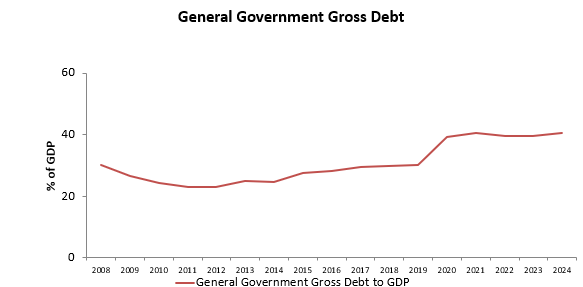 General Government Gross Debt
60
40
20
0
% of GDP
2008 2009 2010 2011 2012 2013 2014 2015 2016 2017 2018 2019 2020 2021 2022 2023 2024
General Government Gross Debt to GDP